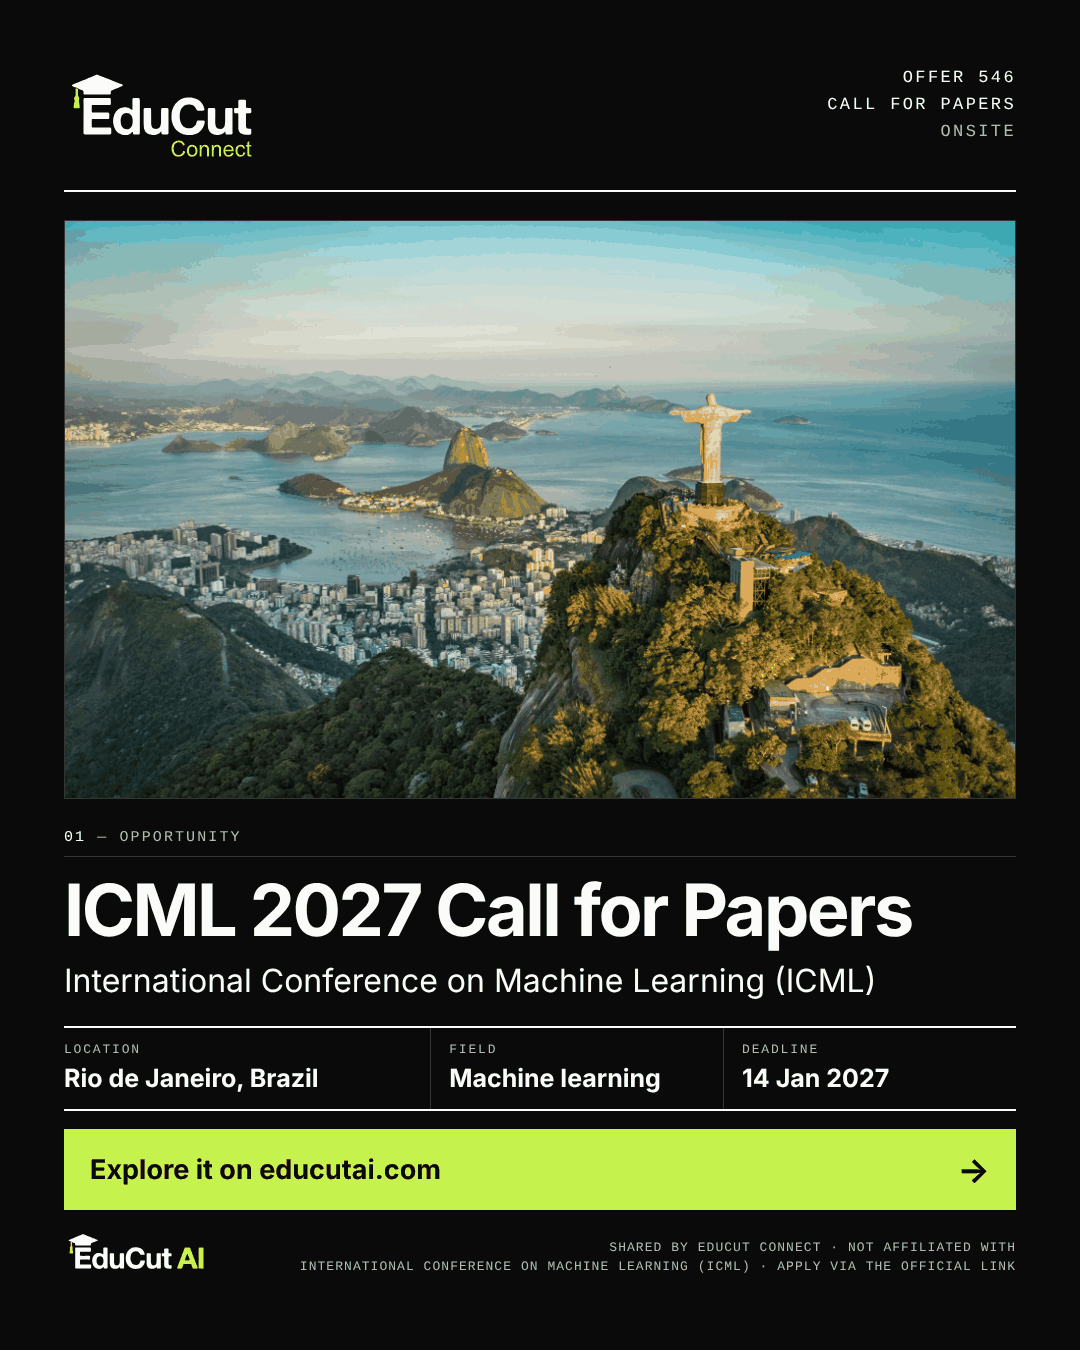 EduCut
Connect
OFFER 546
CALL FOR PAPERS
ONSITE
01 — OPPORTUNITY
ICML 2027 Call for Papers
International Conference on Machine Learning (ICML)
LOCATION
Rio de Janeiro, Brazil
FIELD
Machine learning
DEADLINE
14 Jan 2027
Explore it on educutai.com →
EduCut AI
SHARED BY EDUCUT CONNECT · NOT AFFILIATED WITH
INTERNATIONAL CONFERENCE ON MACHINE LEARNING (ICML) · APPLY VIA THE OFFICIAL LINK